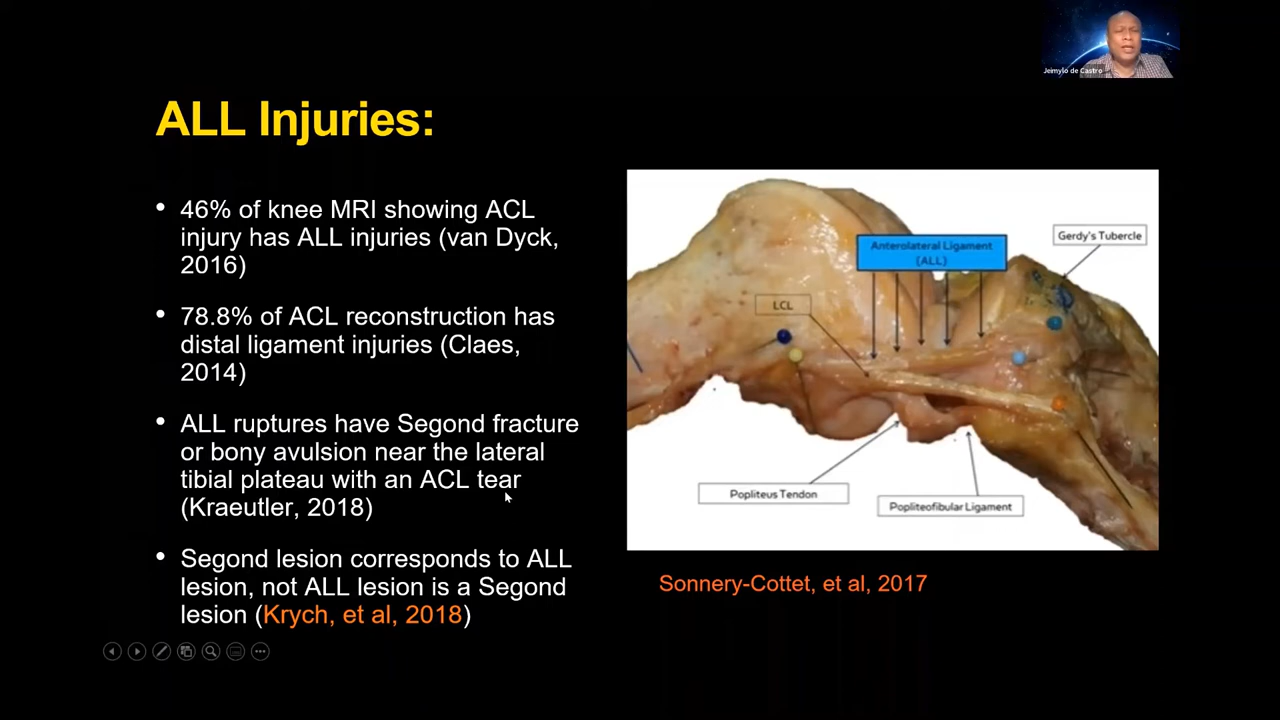 Jeimylo de Castro
ALL Injuries:
• 46% of knee MRI showing ACL
injury has ALL injuries (van Dyck,
2016)
• 78.8% of ACL reconstruction has
distal ligament injuries (Claes,
2014)
• ALL ruptures have Segond fracture
or bony avulsion near the lateral
tibial plateau with an ACL tear
(Kraeutler, 2018)
• Segond lesion corresponds to ALL
lesion, not ALL lesion is a Segond
lesion (Krych, et al, 2018)
Anterolateral Ligament
(ALL)
Gerdy's Tubercle
LCL
Popliteus Tendon
Popliteofibular Ligament
Sonnery-Cottet, et al, 2017